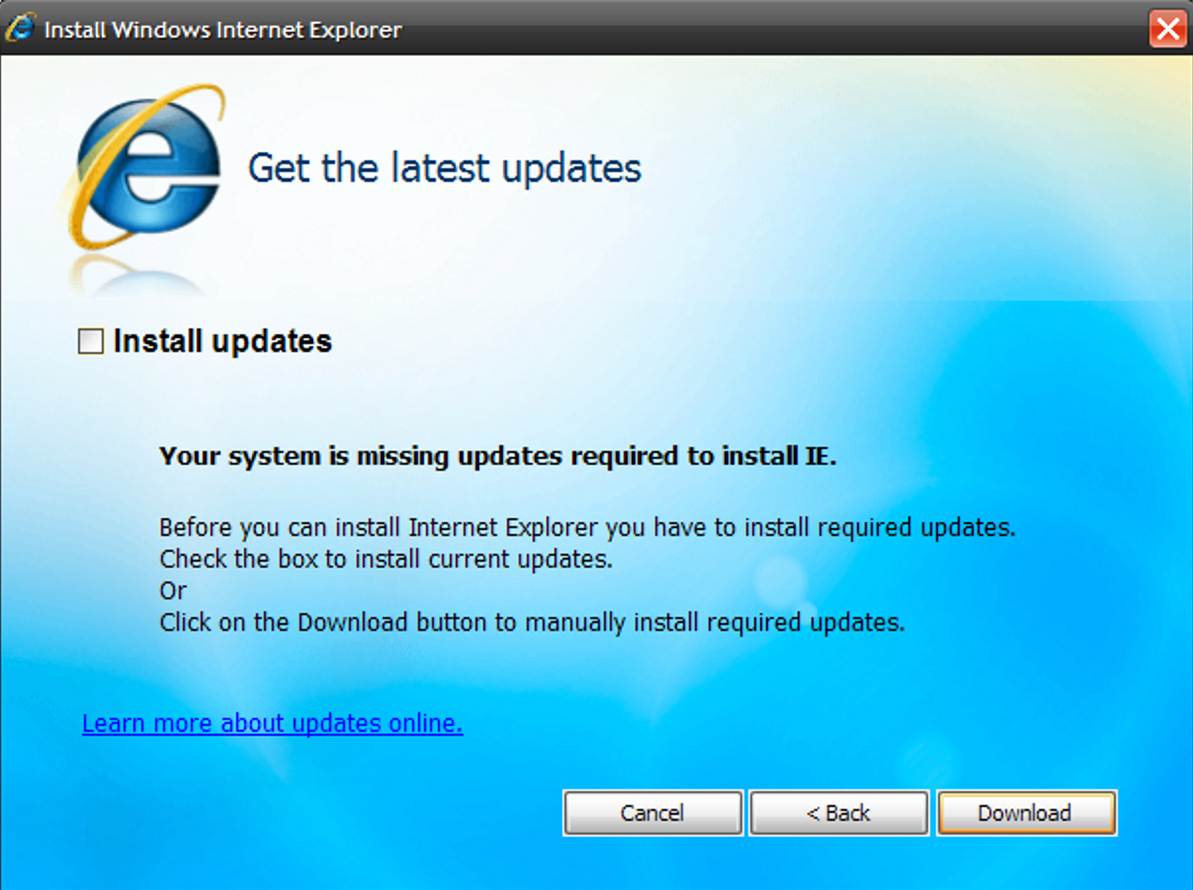 Install Windows Internet Explorer
Get the latest updates
Install updates
Your system is missing updates required to install IE.
Before you can install Internet Explorer you have to install required updates.
Check the box to install current updates.
Or
Click on the Download button to manually install required updates.
Learn more about updates online.
Cancel
< Back
Download